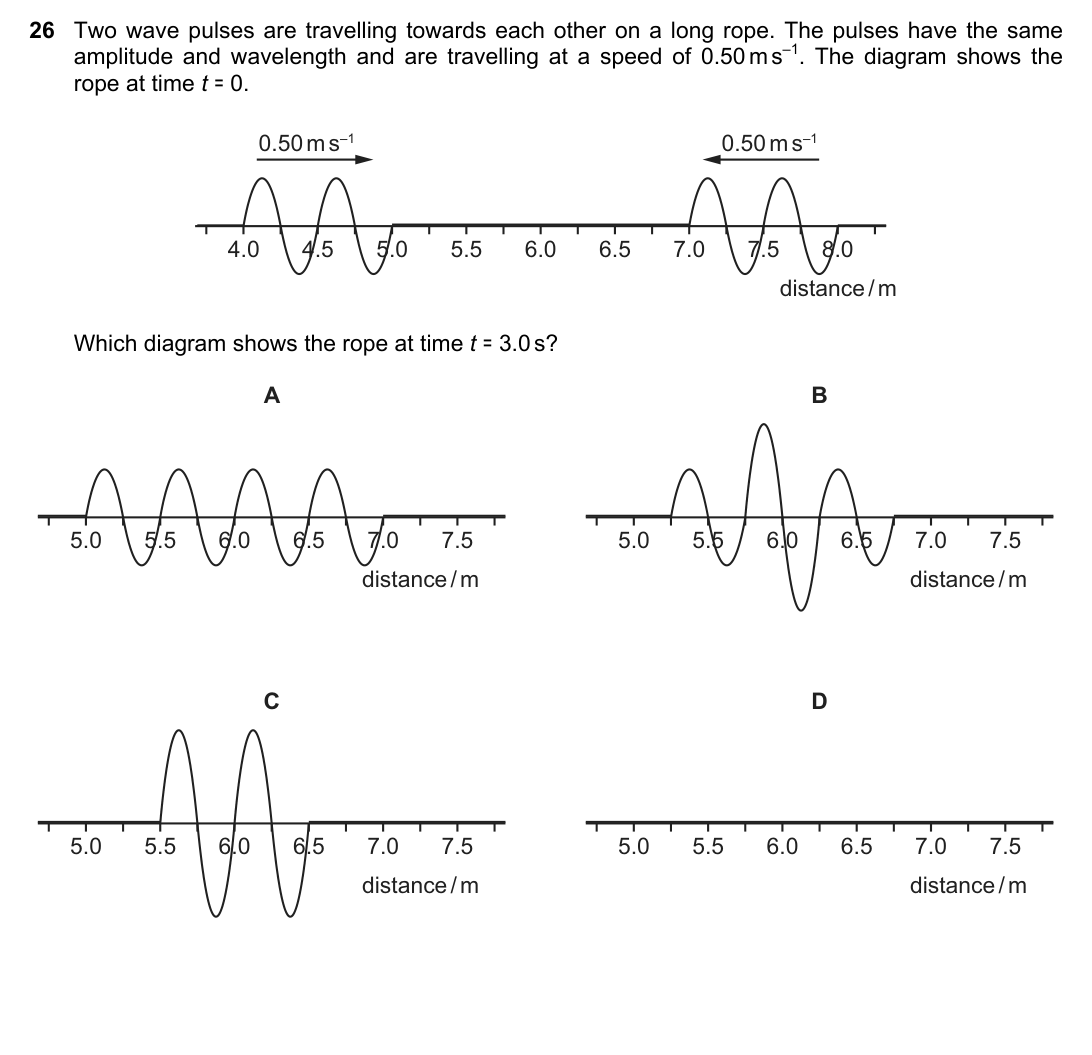 26 Two wave pulses are travelling towards each other on a long rope. The pulses have the same
amplitude and wavelength and are travelling at a speed of 0.50 m s⁻¹. The diagram shows the
rope at time t = 0.
0.50 m s⁻¹ 0.50 m s⁻¹
4.0 4.5 5.0 5.5 6.0 6.5 7.0 7.5 8.0
distance / m
Which diagram shows the rope at time t = 3.0 s?
A B
5.0 5.5 6.0 6.5 7.0 7.5 5.0 5.5 6.0 6.5 7.0 7.5
distance / m distance / m
C D
5.0 5.5 6.0 6.5 7.0 7.5 5.0 5.5 6.0 6.5 7.0 7.5
distance / m distance / m